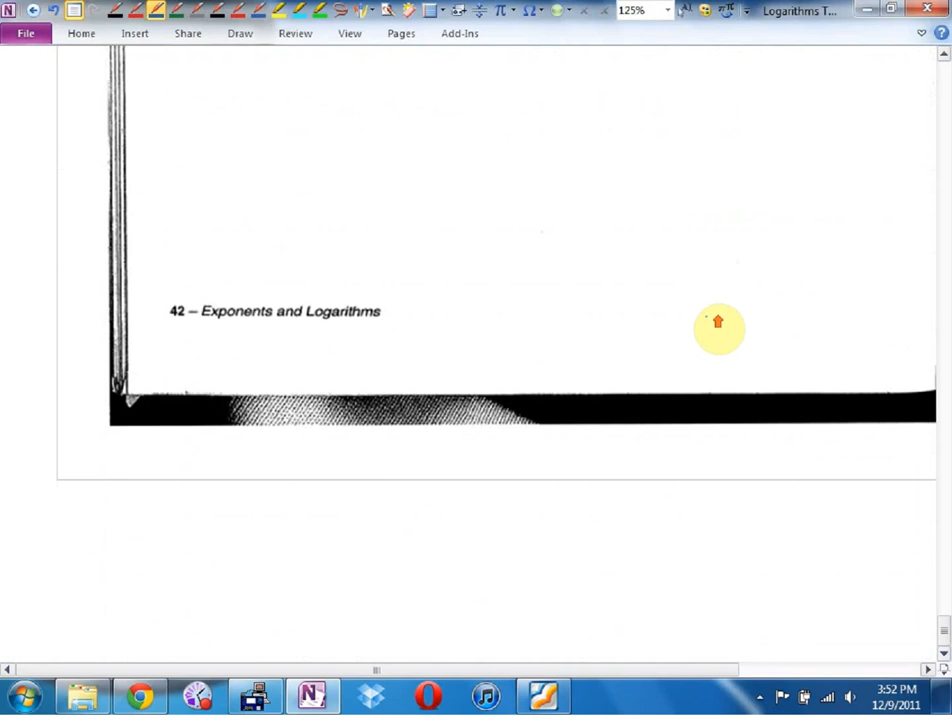 125%
Logarithms T...
File
Home
Insert
Share
Draw
Review
View
Pages
Add-Ins
42 – Exponents and Logarithms
3:52 PM
12/9/2011